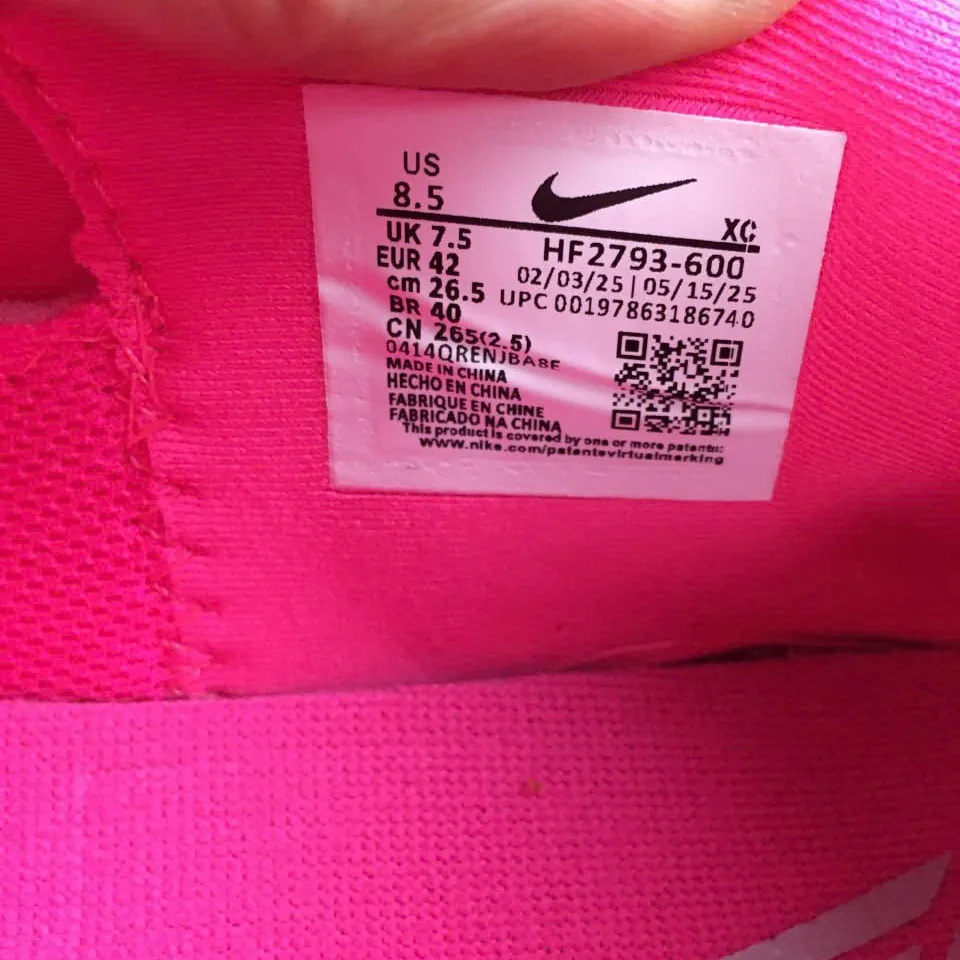 US
8.5
XC
UK 7.5
HF2793-600
EUR 42
02/03/25 | 05/15/25
cm 26.5
UPC 00197863186740
BR 40
CN 265(2.5)
0414QRENJBA8E
MADE IN CHINA
HECHO EN CHINA
FABRIQUE EN CHINE
FABRICADO NA CHINA
This product is covered by one or more patents:
www.nike.com/patentsvirtualmarking